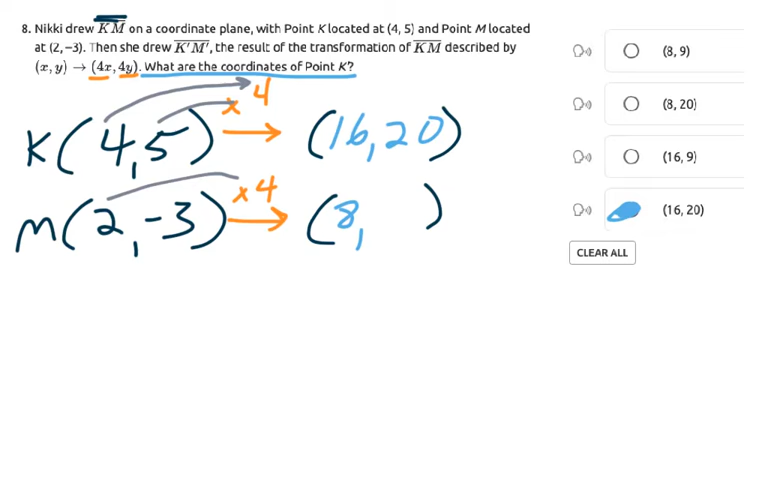 8. Nikki drew KM on a coordinate plane, with Point K located at (4, 5) and Point M located
at (2, −3). Then she drew K′M′, the result of the transformation of KM described by
(x, y) → (4x, 4y). What are the coordinates of Point K?
K(4,5) x4 → (16,20)
M(2,-3) x4 → (8, )
(8, 9)
(8, 20)
(16, 9)
(16, 20)
CLEAR ALL